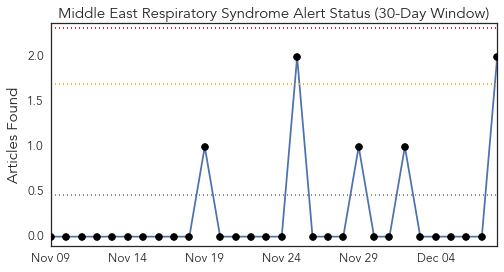 Middle East Respiratory Syndrome Alert Status (30-Day Window)
Articles Found
2.0
1.5
1.0
0.5
0.0
Nov 09 Nov 14 Nov 19 Nov 24 Nov 29 Dec 04